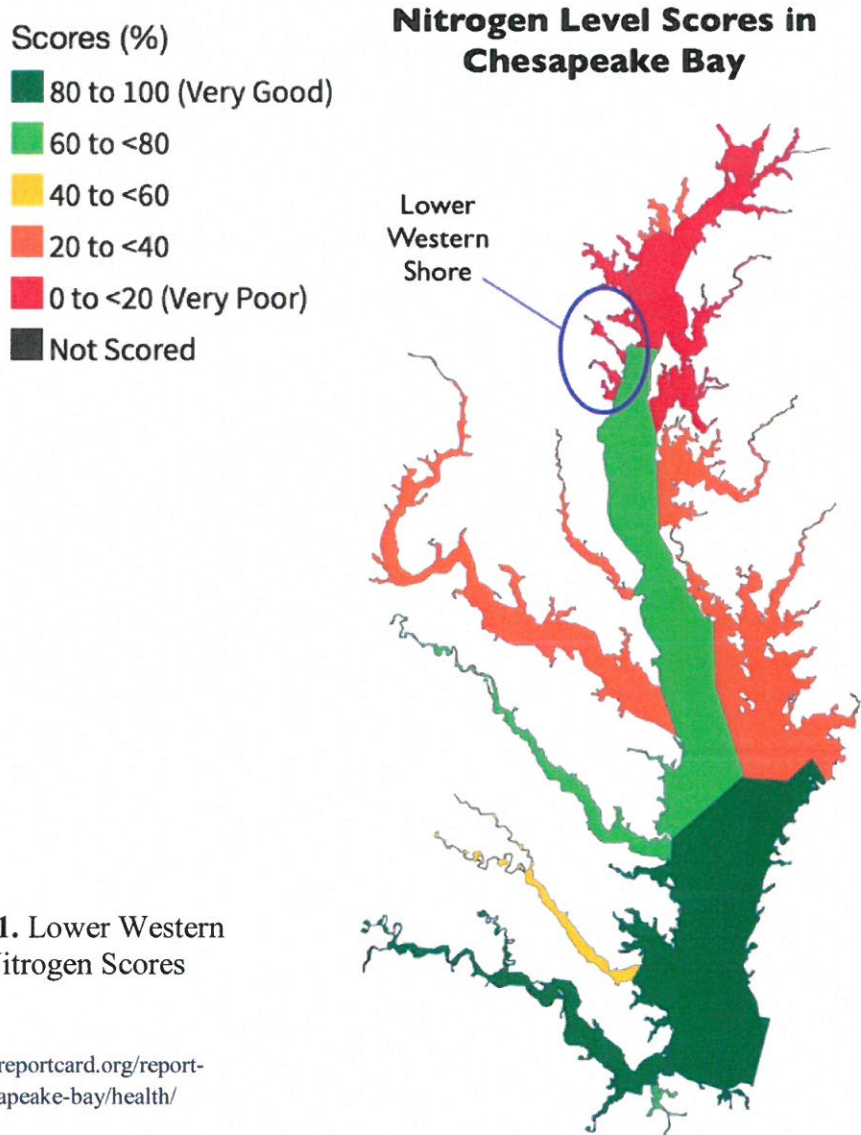 Nitrogen Level Scores in
Chesapeake Bay
Scores (%)
80 to 100 (Very Good)
60 to <80
40 to <60
20 to <40
0 to <20 (Very Poor)
Not Scored
Lower
Western
Shore
1. Lower Western
Nitrogen Scores
reportcard.org/report-
apeake-bay/health/